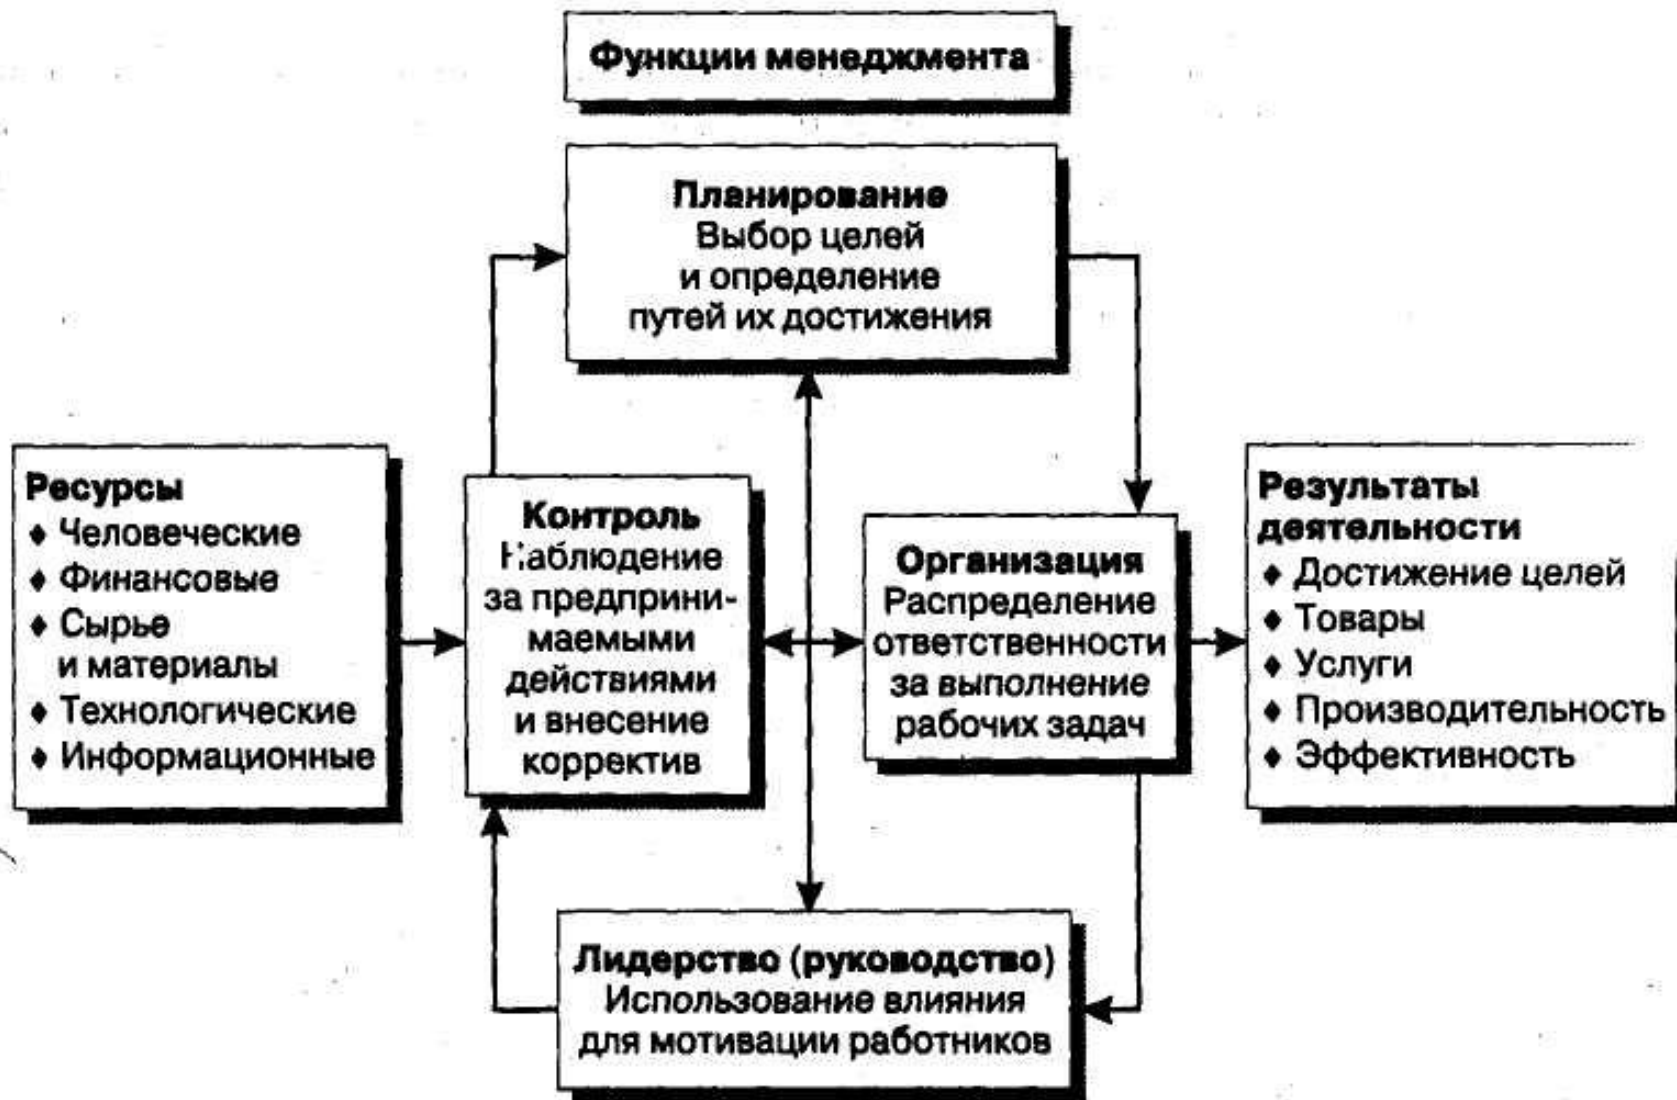 Функции менеджмента
Планирование
Выбор целей
и определение
путей их достижения
Ресурсы
♦ Человеческие
♦ Финансовые
♦ Сырье
и материалы
♦ Технологические
♦ Информационные
Контроль
Наблюдение
за предприни-
маемыми
действиями
и внесение
корректив
Организация
Распределение
ответственности
за выполнение
рабочих задач
Результаты
деятельности
♦ Достижение целей
♦ Товары
♦ Услуги
♦ Производительность
♦ Эффективность
Лидерство (руководство)
Использование влияния
для мотивации работников